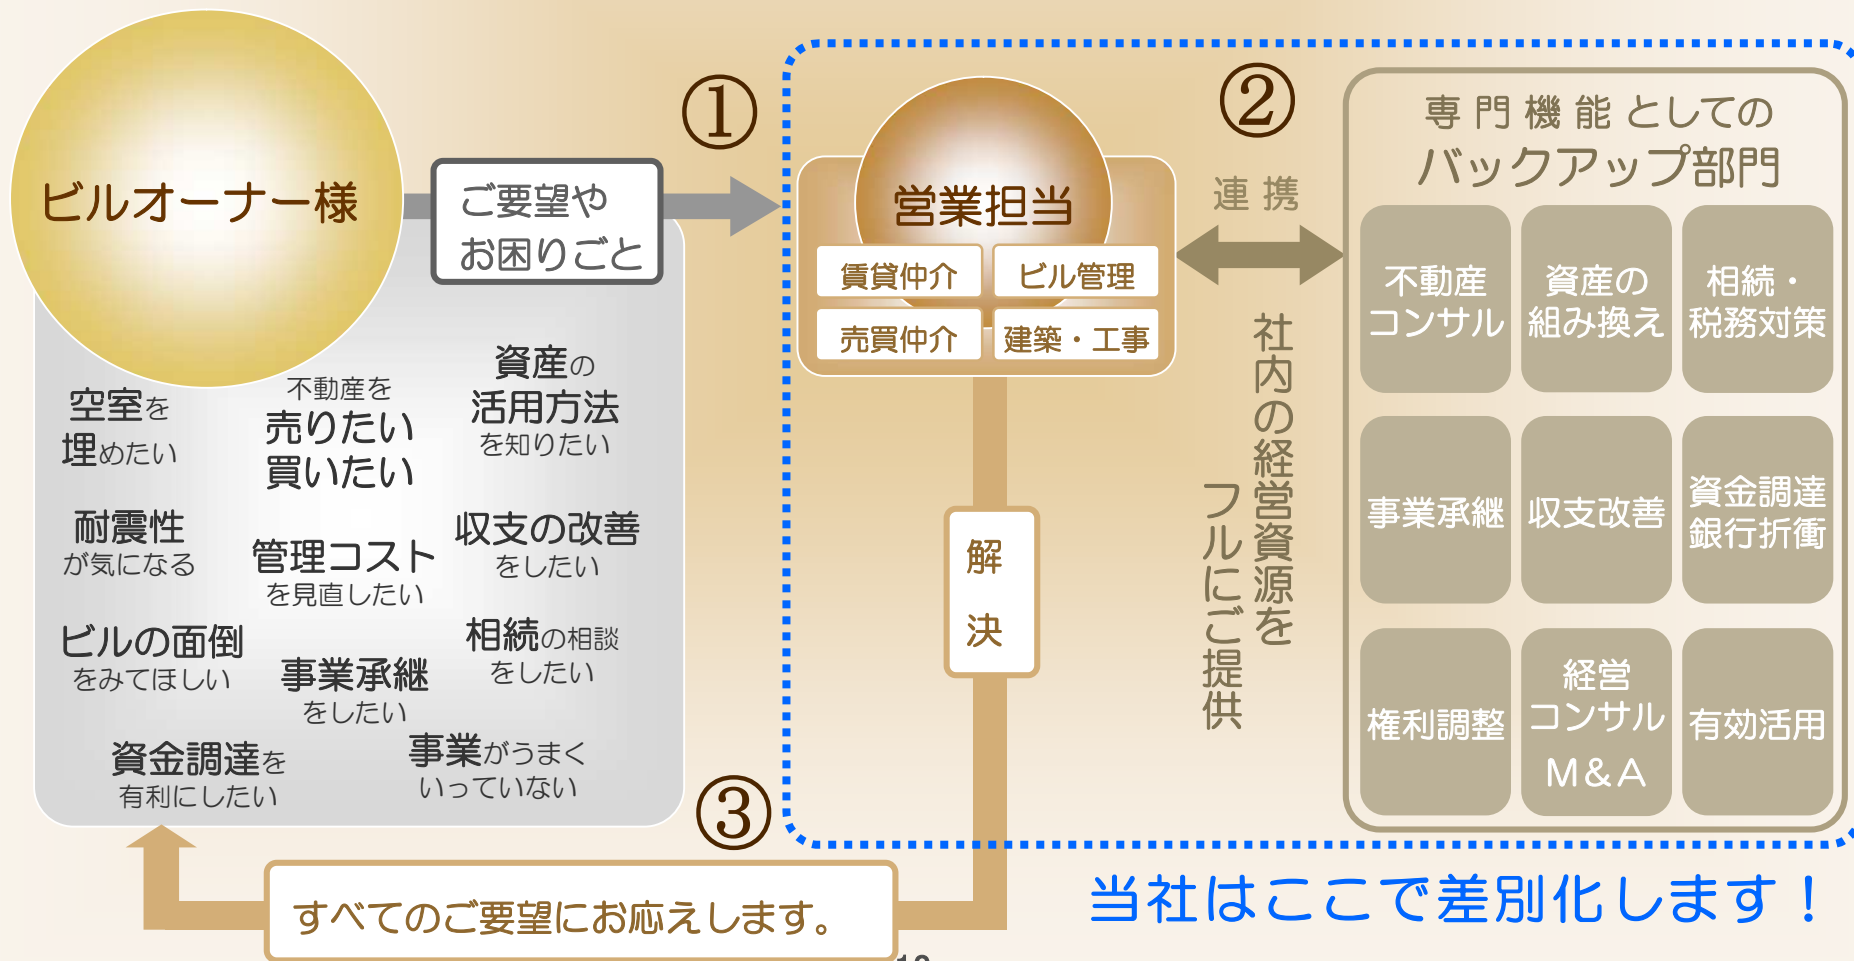 ビルオーナー様
ご要望や
お困りごと
空室を
埋めたい
不動産を
売りたい
買いたい
資産の
活用方法
を知りたい
耐震性
が気になる
管理コスト
を見直したい
収支の改善
をしたい
ビルの面倒
をみてほしい
事業承継
をしたい
相続の相談
をしたい
資金調達を
有利にしたい
事業がうまく
いっていない
①
営業担当
賃貸仲介
ビル管理
売買仲介
建築・工事
②
連携
社内の経営資源を
フルにご提供
専門機能としての
バックアップ部門
不動産
コンサル
資産の
組み換え
相続・
税務対策
事業承継
収支改善
資金調達
銀行折衝
権利調整
経営
コンサル
M&A
有効活用
解
決
③
すべてのご要望にお応えします。
当社はここで差別化します！